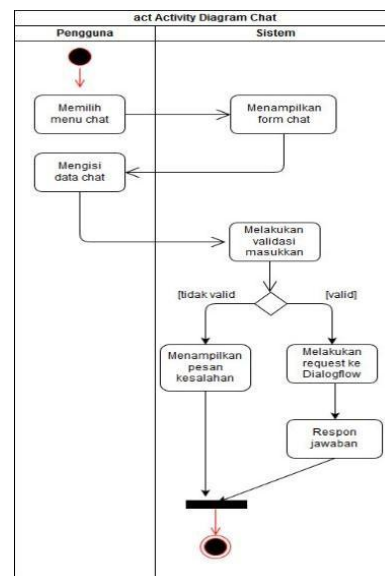 act Activity Diagram Chat
Pengguna
Sistem
Memilih
menu chat
Menampilkan
form chat
Mengisi
data chat
Melakukan
validasi
masukkan
[tidak valid
[valid]
Menampilkan
pesan
kesalahan
Melakukan
request ke
Dialogflow
Respon
jawaban